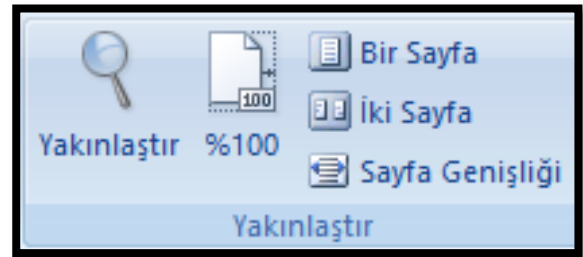 Yakınlaştır
100
%100
Bir Sayfa
İki Sayfa
Sayfa Genişliği
Yakınlaştır